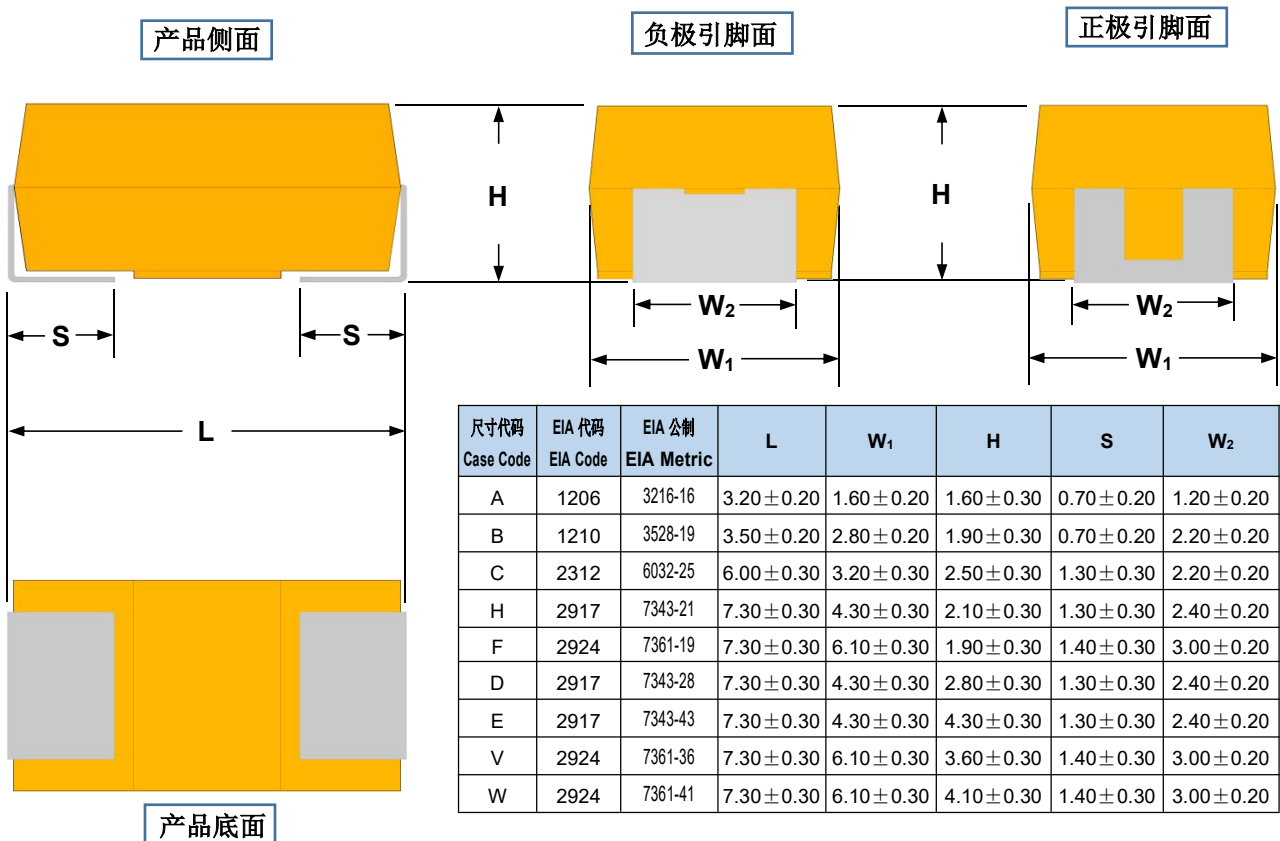 产品侧面
负极引脚面
正极引脚面
H
H
S
S
W₂
W₂
W₁
W₁
L
尺寸代码 EIA 代码 EIA 公制 L W₁ H S W₂
Case Code EIA Code EIA Metric
A 1206 3216-16 3.20±0.20 1.60±0.20 1.60±0.30 0.70±0.20 1.20±0.20
B 1210 3528-19 3.50±0.20 2.80±0.20 1.90±0.30 0.70±0.20 2.20±0.20
C 2312 6032-25 6.00±0.30 3.20±0.30 2.50±0.30 1.30±0.30 2.20±0.20
H 2917 7343-21 7.30±0.30 4.30±0.30 2.10±0.30 1.30±0.30 2.40±0.20
F 2924 7361-19 7.30±0.30 6.10±0.30 1.90±0.30 1.40±0.30 3.00±0.20
D 2917 7343-28 7.30±0.30 4.30±0.30 2.80±0.30 1.30±0.30 2.40±0.20
E 2917 7343-43 7.30±0.30 4.30±0.30 4.30±0.30 1.30±0.30 2.40±0.20
V 2924 7361-36 7.30±0.30 6.10±0.30 3.60±0.30 1.40±0.30 3.00±0.20
W 2924 7361-41 7.30±0.30 6.10±0.30 4.10±0.30 1.40±0.30 3.00±0.20
产品底面